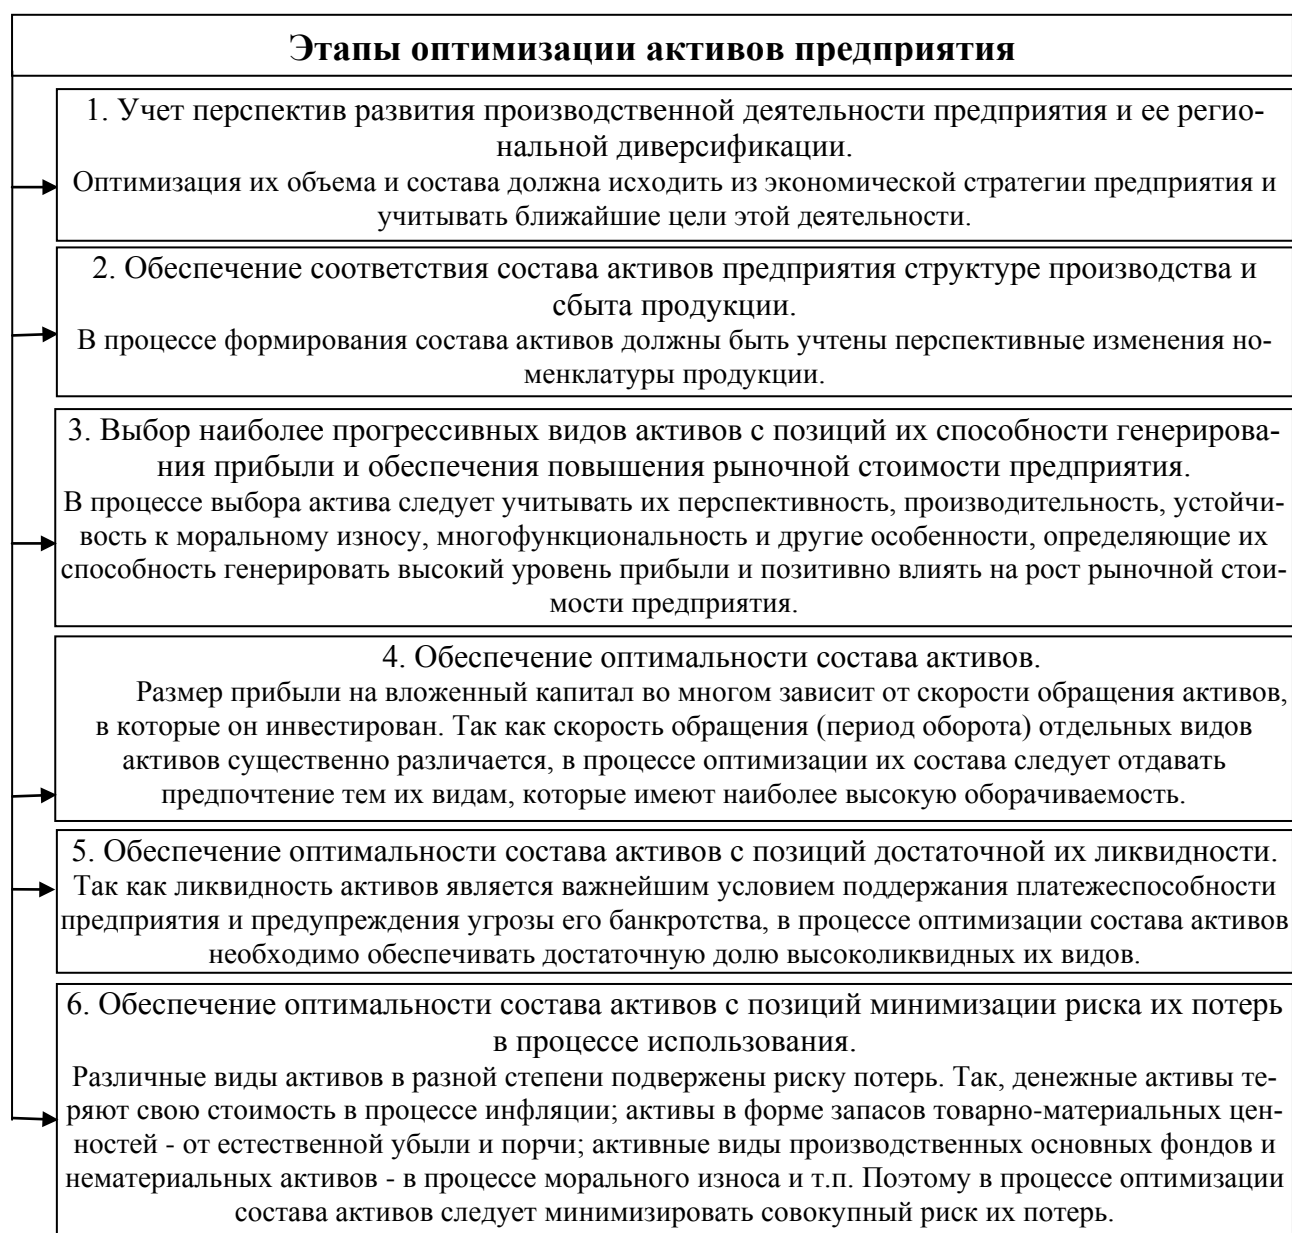 Этапы оптимизации активов предприятия
1. Учет перспектив развития производственной деятельности предприятия и ее регио-
нальной диверсификации.
Оптимизация их объема и состава должна исходить из экономической стратегии предприятия и
учитывать ближайшие цели этой деятельности.
2. Обеспечение соответствия состава активов предприятия структуре производства и
сбыта продукции.
В процессе формирования состава активов должны быть учтены перспективные изменения но-
менклатуры продукции.
3. Выбор наиболее прогрессивных видов активов с позиций их способности генерирова-
ния прибыли и обеспечения повышения рыночной стоимости предприятия.
В процессе выбора актива следует учитывать их перспективность, производительность, устойчи-
вость к моральному износу, многофункциональность и другие особенности, определяющие их
способность генерировать высокий уровень прибыли и позитивно влиять на рост рыночной стои-
мости предприятия.
4. Обеспечение оптимальности состава активов.
Размер прибыли на вложенный капитал во многом зависит от скорости обращения активов,
в которые он инвестирован. Так как скорость обращения (период оборота) отдельных видов
активов существенно различается, в процессе оптимизации их состава следует отдавать
предпочтение тем их видам, которые имеют наиболее высокую оборачиваемость.
5. Обеспечение оптимальности состава активов с позиций достаточной их ликвидности.
Так как ликвидность активов является важнейшим условием поддержания платежеспособности
предприятия и предупреждения угрозы его банкротства, в процессе оптимизации состава активов
необходимо обеспечивать достаточную долю высоколиквидных их видов.
6. Обеспечение оптимальности состава активов с позиций минимизации риска их потерь
в процессе использования.
Различные виды активов в разной степени подвержены риску потерь. Так, денежные активы те-
ряют свою стоимость в процессе инфляции; активы в форме запасов товарно-материальных цен-
ностей - от естественной убыли и порчи; активные виды производственных основных фондов и
нематериальных активов - в процессе морального износа и т.п. Поэтому в процессе оптимизации
состава активов следует минимизировать совокупный риск их потерь.